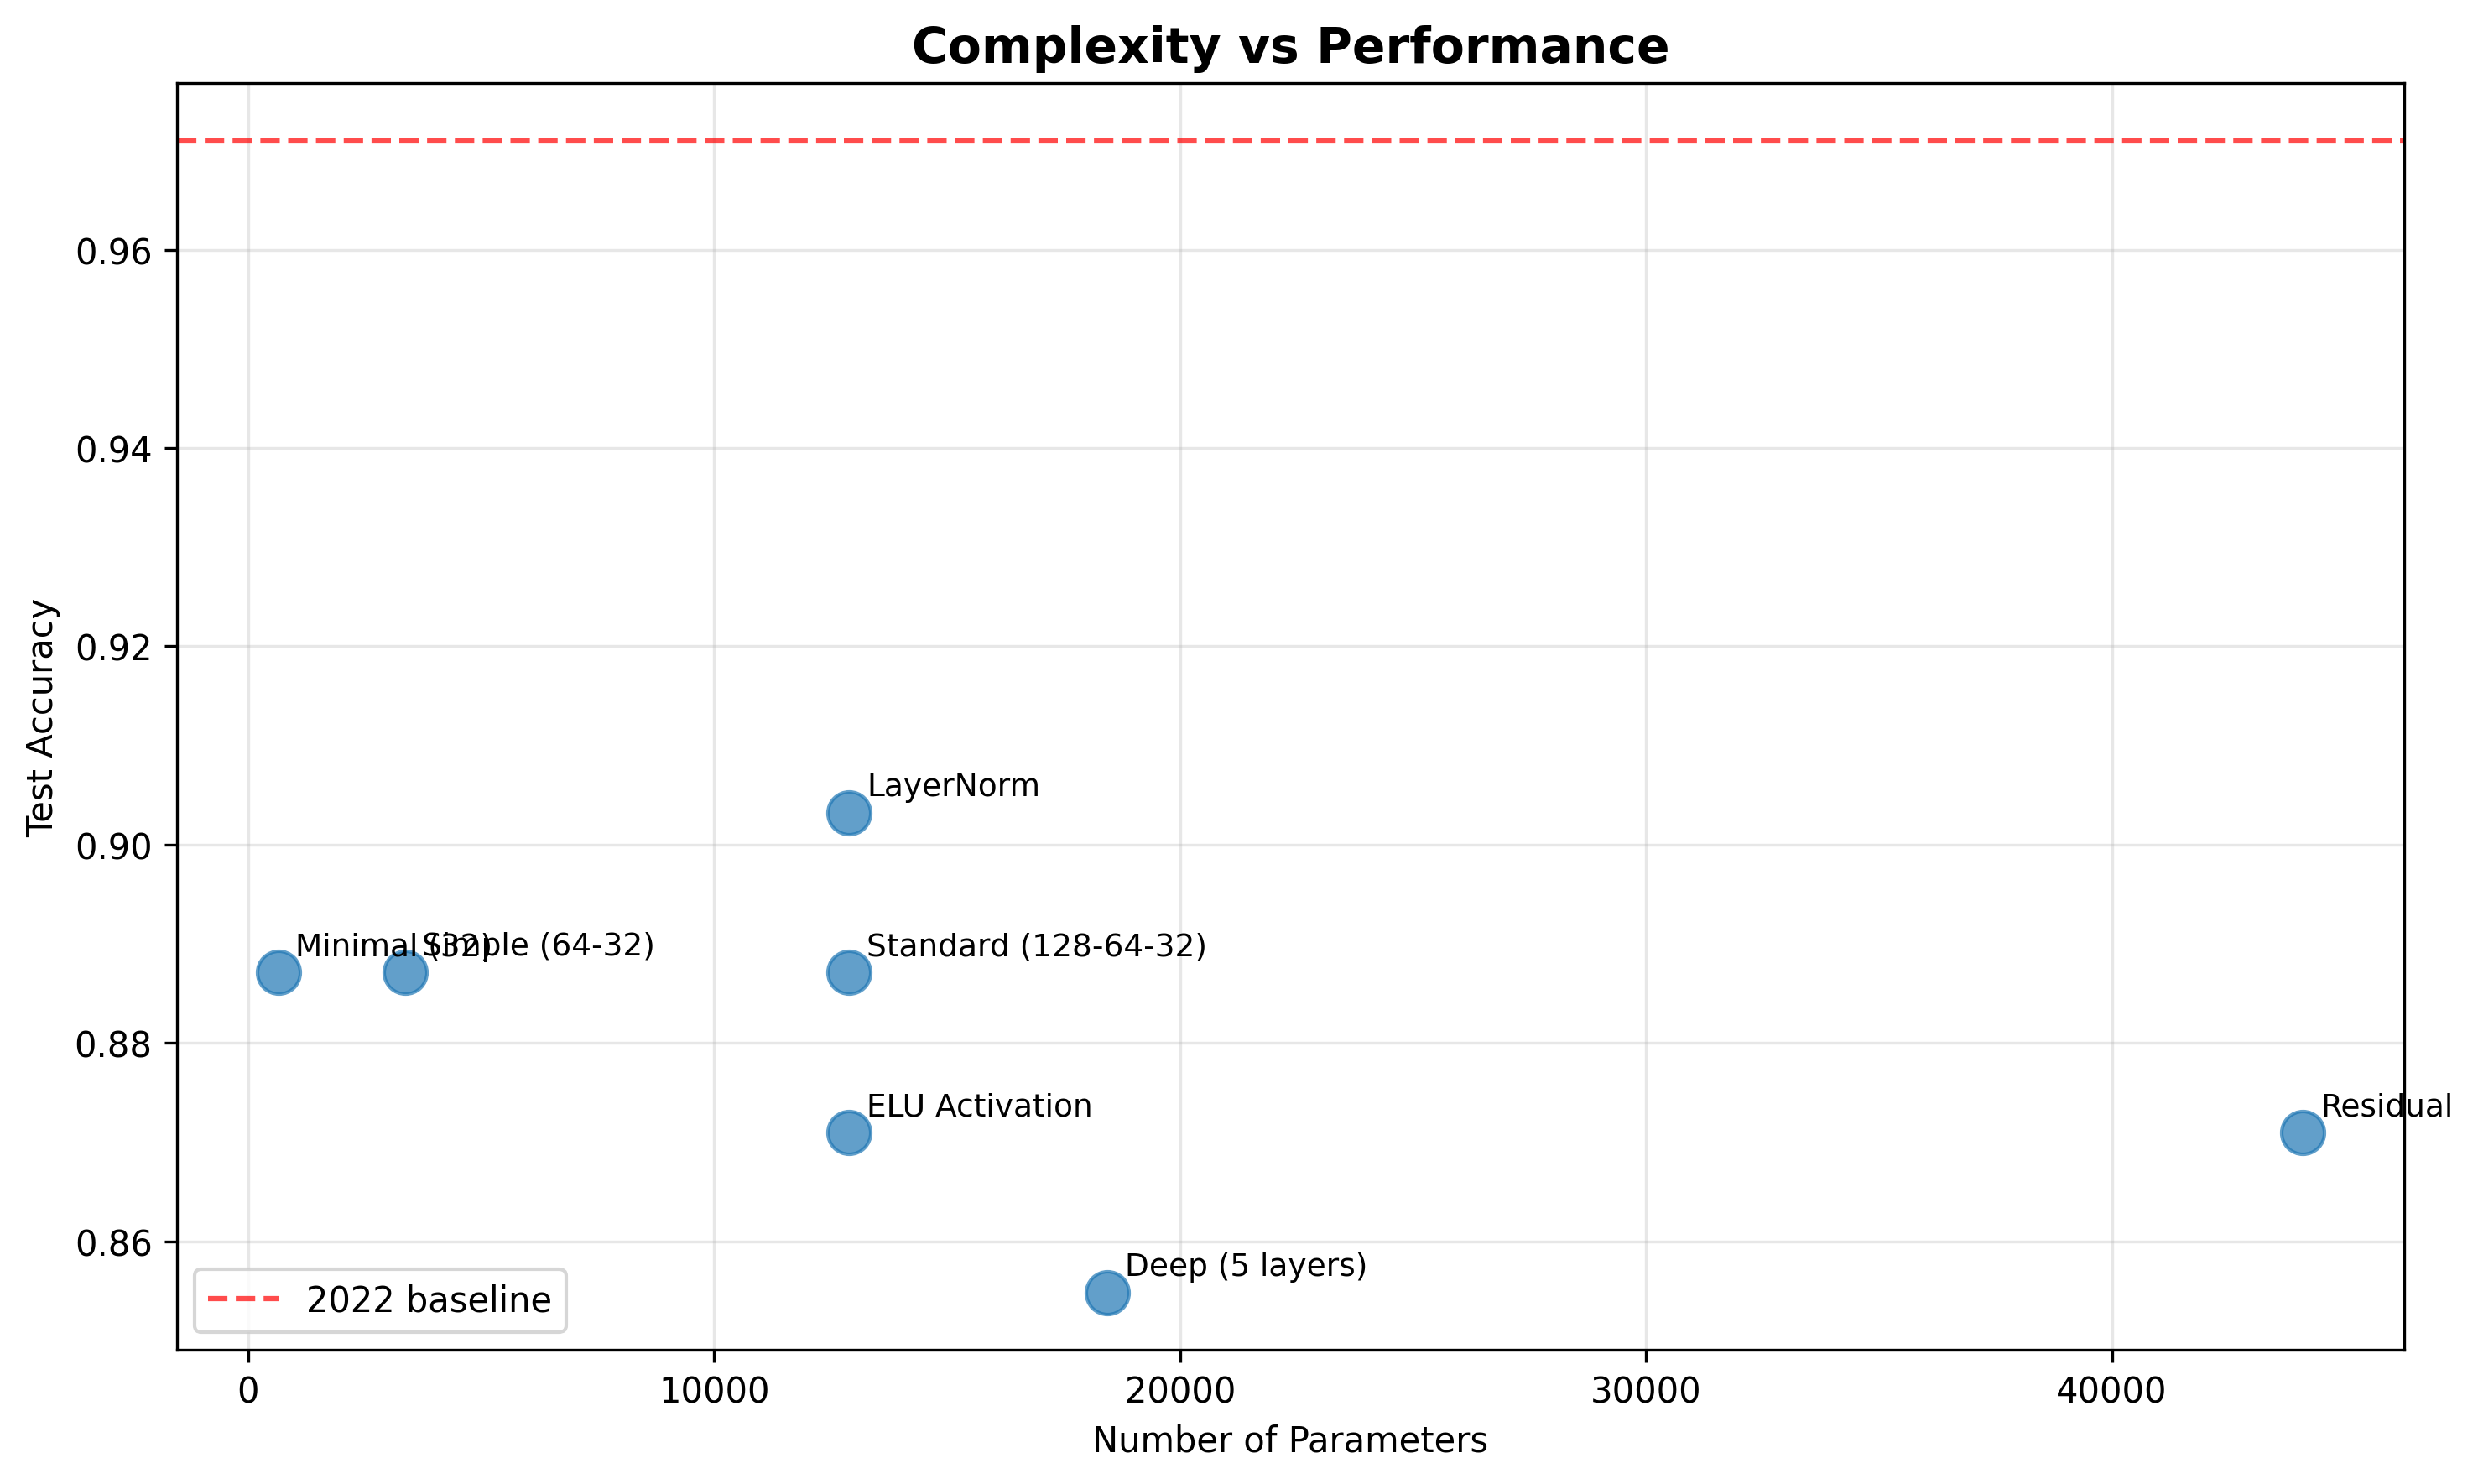 Complexity vs Performance
Test Accuracy
0.96
0.94
0.92
0.90
0.88
0.86
LayerNorm
Minimal (32)
Simple (64-32)
Standard (128-64-32)
ELU Activation
Residual
Deep (5 layers)
2022 baseline
0
10000
20000
30000
40000
Number of Parameters